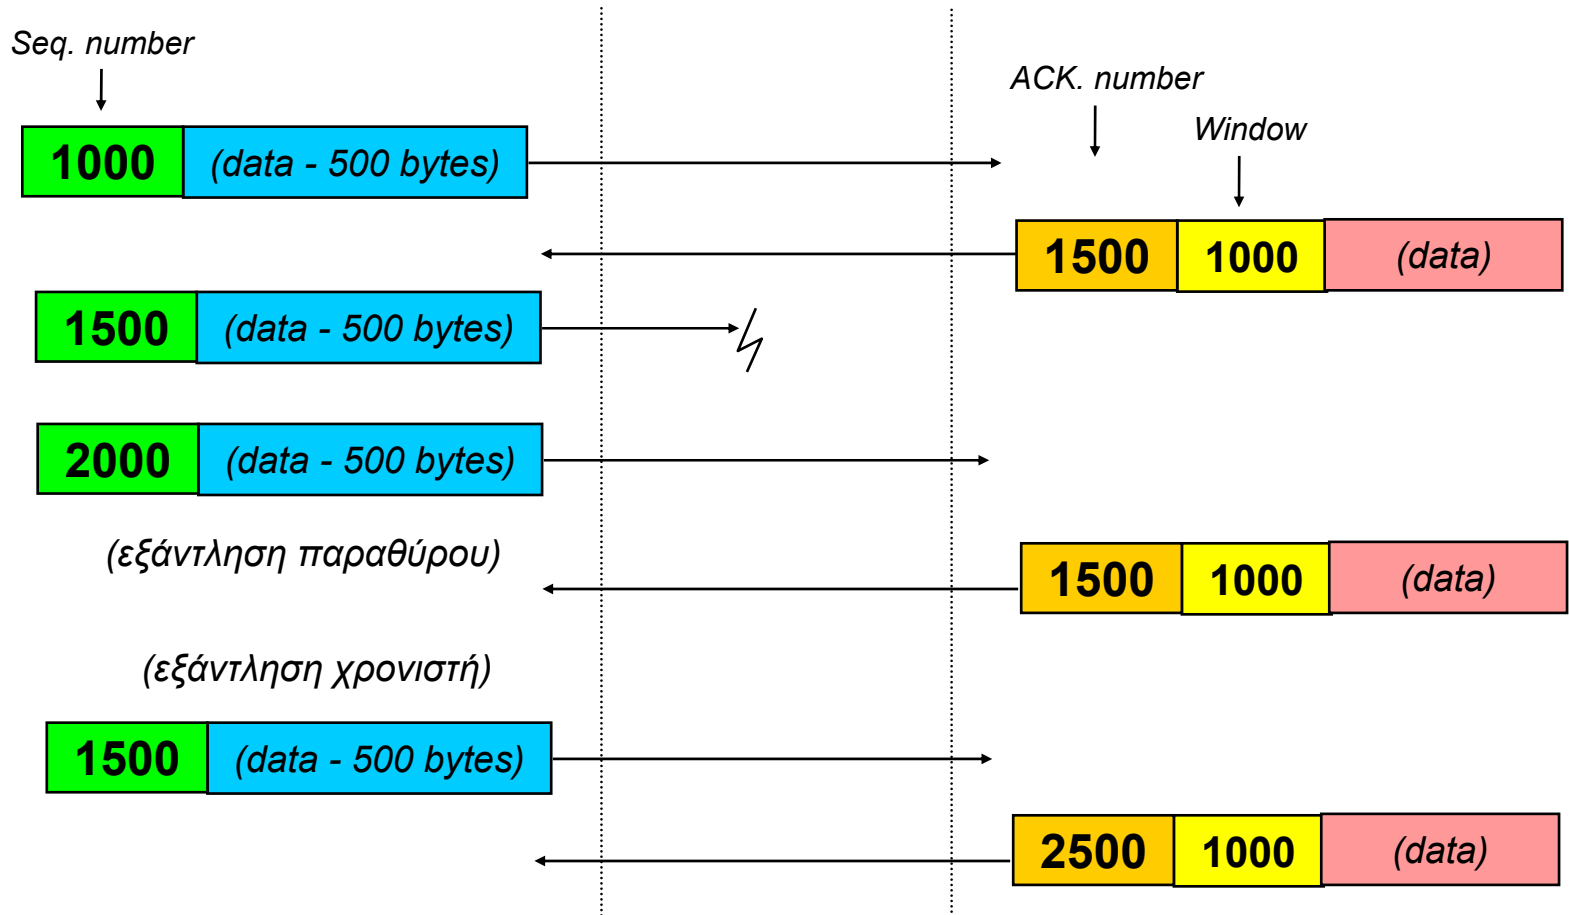 Seq. number
ACK. number
Window
1000 (data - 500 bytes)
1500 1000 (data)
1500 (data - 500 bytes)
2000 (data - 500 bytes)
(εξάντληση παραθύρου)
1500 1000 (data)
(εξάντληση χρονιστή)
1500 (data - 500 bytes)
2500 1000 (data)